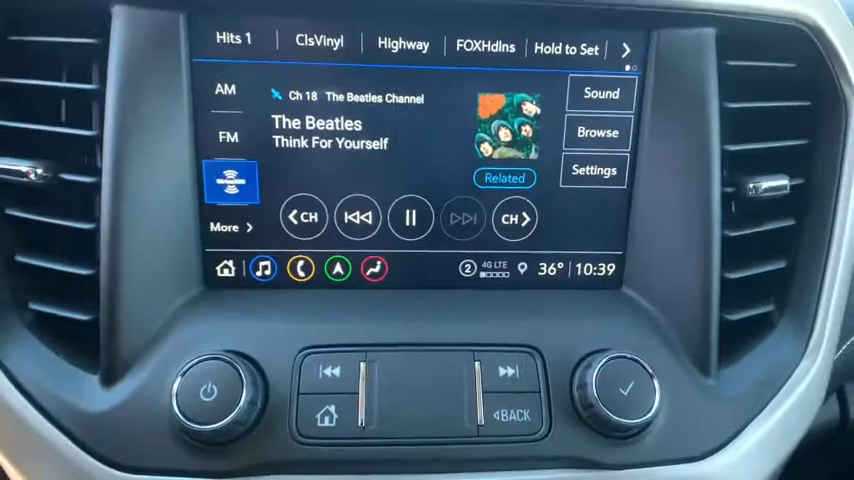 Hits 1
ClsVinyl
Highway
FOXHdlns
Hold to Set
AM
Ch 18 The Beatles Channel
Sound
FM
The Beatles
Think For Yourself
Browse
Related
Settings
More
CH
CH
2
4G LTE
36°
10:39
BACK